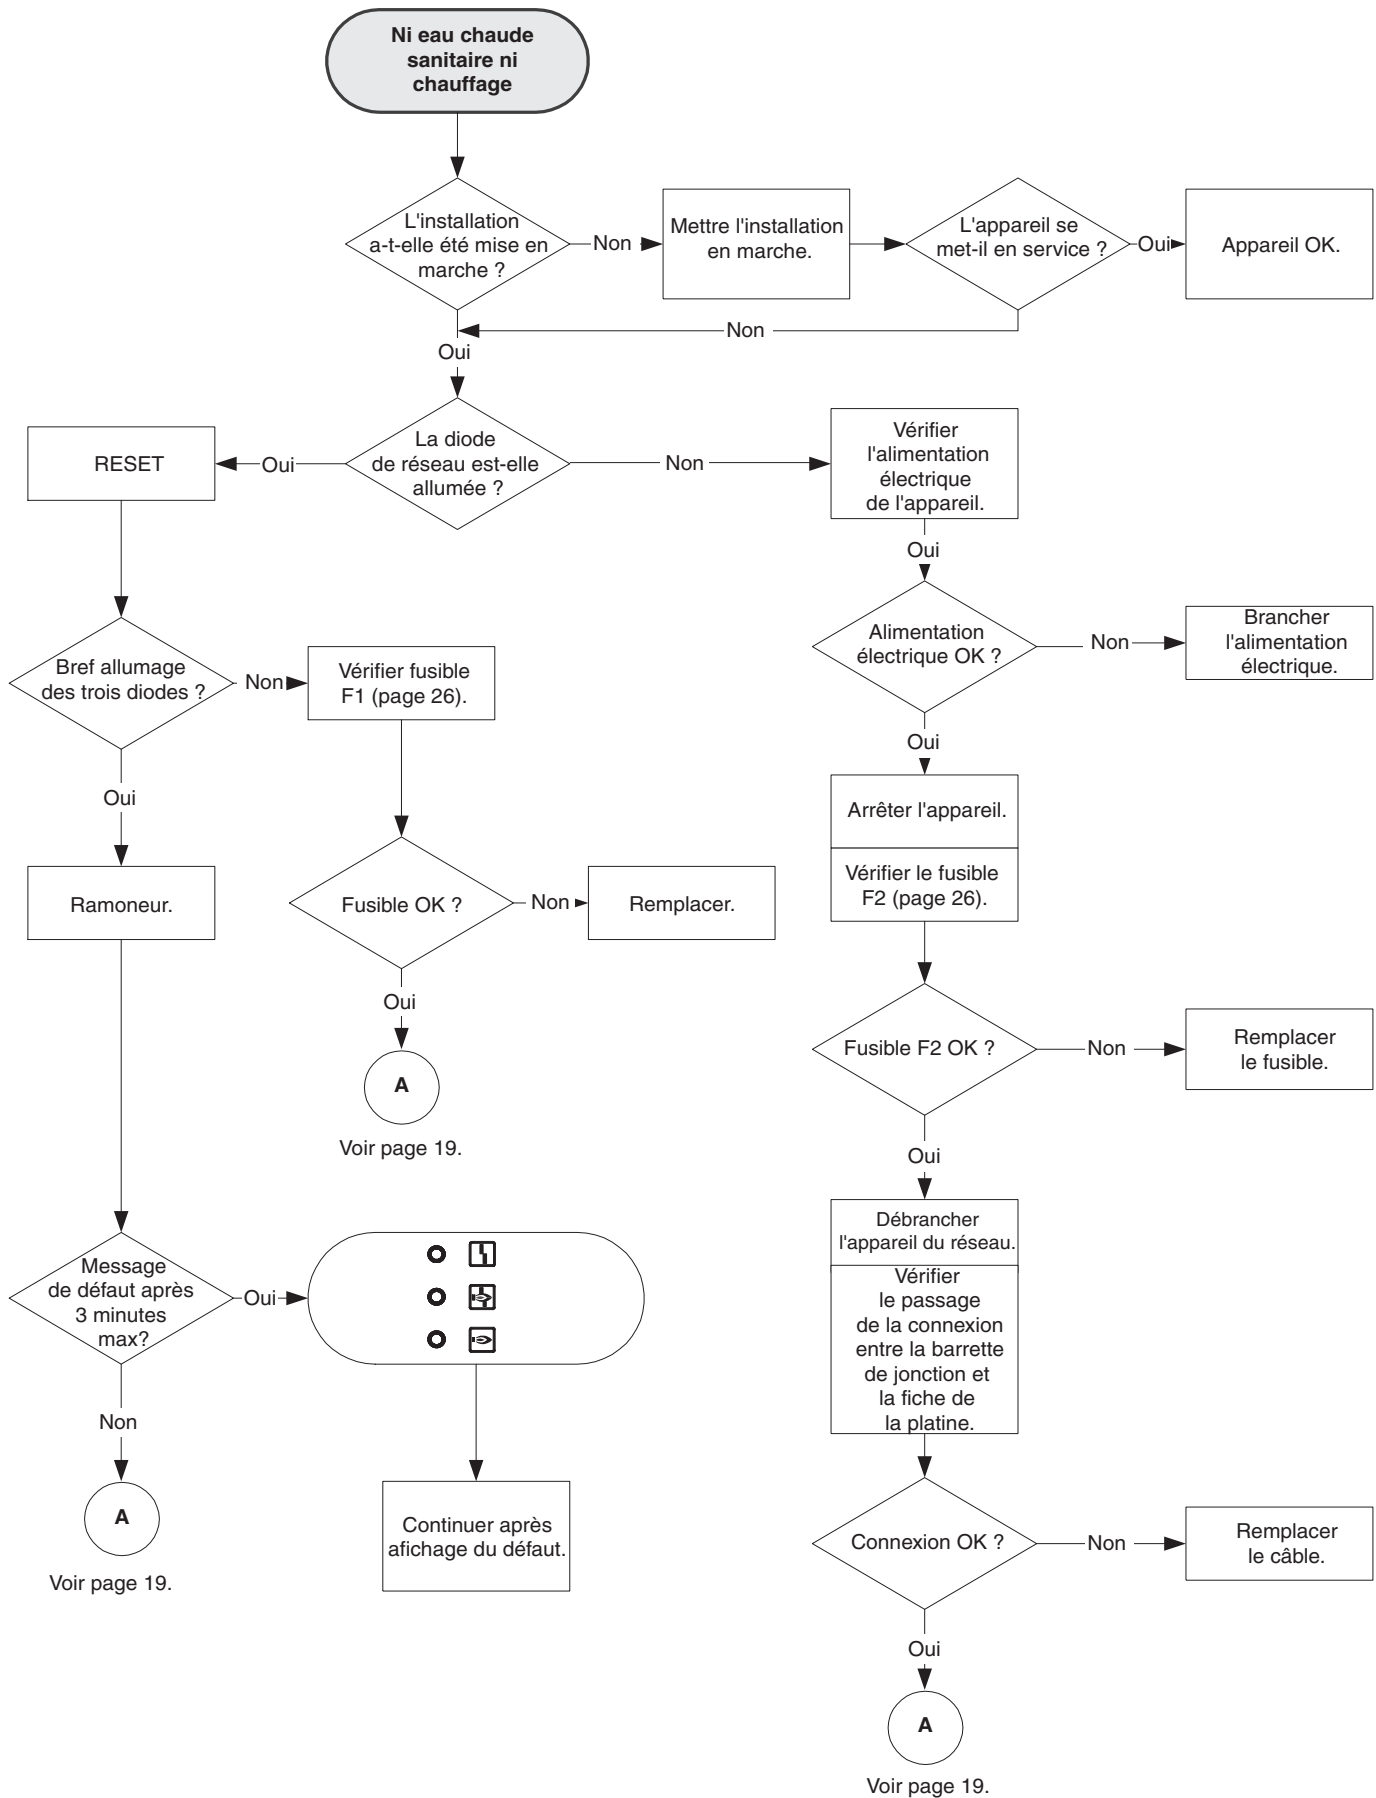 Ni eau chaude
sanitaire ni
chauffage
L'installation
a-t-elle été mise en
marche ?
Non
Mettre l'installation
en marche.
L'appareil se
met-il en service ?
Oui
Appareil OK.
Non
Oui
RESET
Oui
La diode
de réseau est-elle
allumée ?
Non
Vérifier
l'alimentation
électrique
de l'appareil.
Oui
Bref allumage
des trois diodes ?
Non
Vérifier fusible
F1 (page 26).
Alimentation
électrique OK ?
Non
Brancher
l'alimentation
électrique.
Oui
Oui
Arrêter l'appareil.
Vérifier le fusible
F2 (page 26).
Ramoneur.
Fusible OK ?
Non
Remplacer.
Oui
A
Voir page 19.
Fusible F2 OK ?
Non
Remplacer
le fusible.
Oui
Débrancher
l'appareil du réseau.
Vérifier
le passage
de la connexion
entre la barrette
de jonction et
la fiche de
la platine.
Message
de défaut après
3 minutes
max?
Oui
Non
A
Voir page 19.
Continuer après
afichage du défaut.
Connexion OK ?
Non
Remplacer
le câble.
Oui
A
Voir page 19.